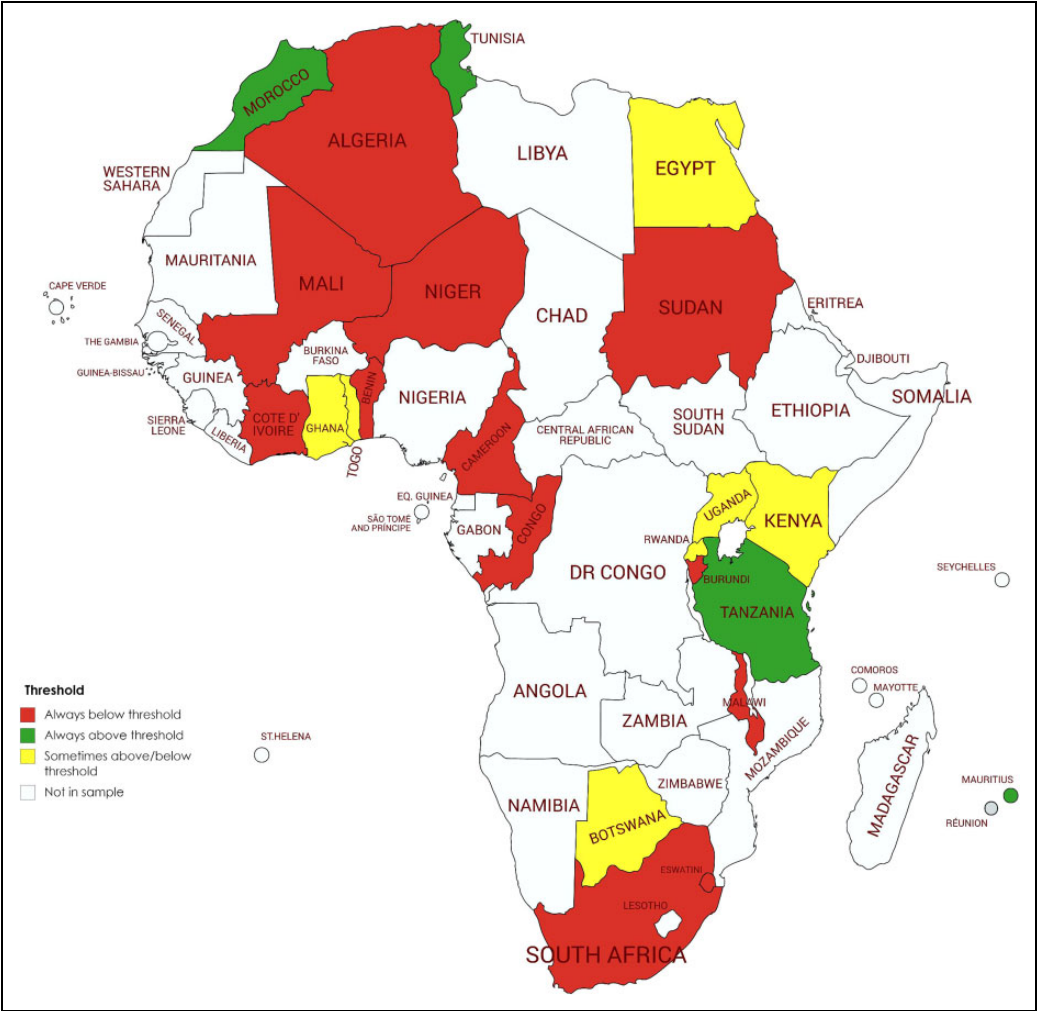 TUNISIA
MOROCCO
ALGERIA
LIBYA
EGYPT
WESTERN
SAHARA
MAURITANIA
MALI
NIGER
CHAD
SUDAN
ERITREA
CAPE VERDE
SENEGAL
THE GAMBIA
GUINEA-BISSAU
GUINEA
BURKINA
FASO
BENIN
NIGERIA
DJIBOUTI
SOMALIA
ETHIOPIA
SOUTH
SUDAN
CENTRAL AFRICAN
REPUBLIC
SIERRA
LEONE
LIBERIA
COTE D'
IVOIRE
GHANA
TOGO
CAMEROON
EQ. GUINEA
SÃO TOMÉ
AND PRÍNCIPE
GABON
CONGO
UGANDA
KENYA
RWANDA
BURUNDI
DR CONGO
TANZANIA
SEYCHELLES
COMOROS
MAYOTTE
ANGOLA
ZAMBIA
MALAWI
MOZAMBIQUE
MADAGASCAR
ST.HELENA
ZIMBABWE
NAMIBIA
BOTSWANA
MAURITIUS
RÉUNION
ESWATINI
LESOTHO
SOUTH AFRICA
Threshold
Always below threshold
Always above threshold
Sometimes above/below
threshold
Not in sample